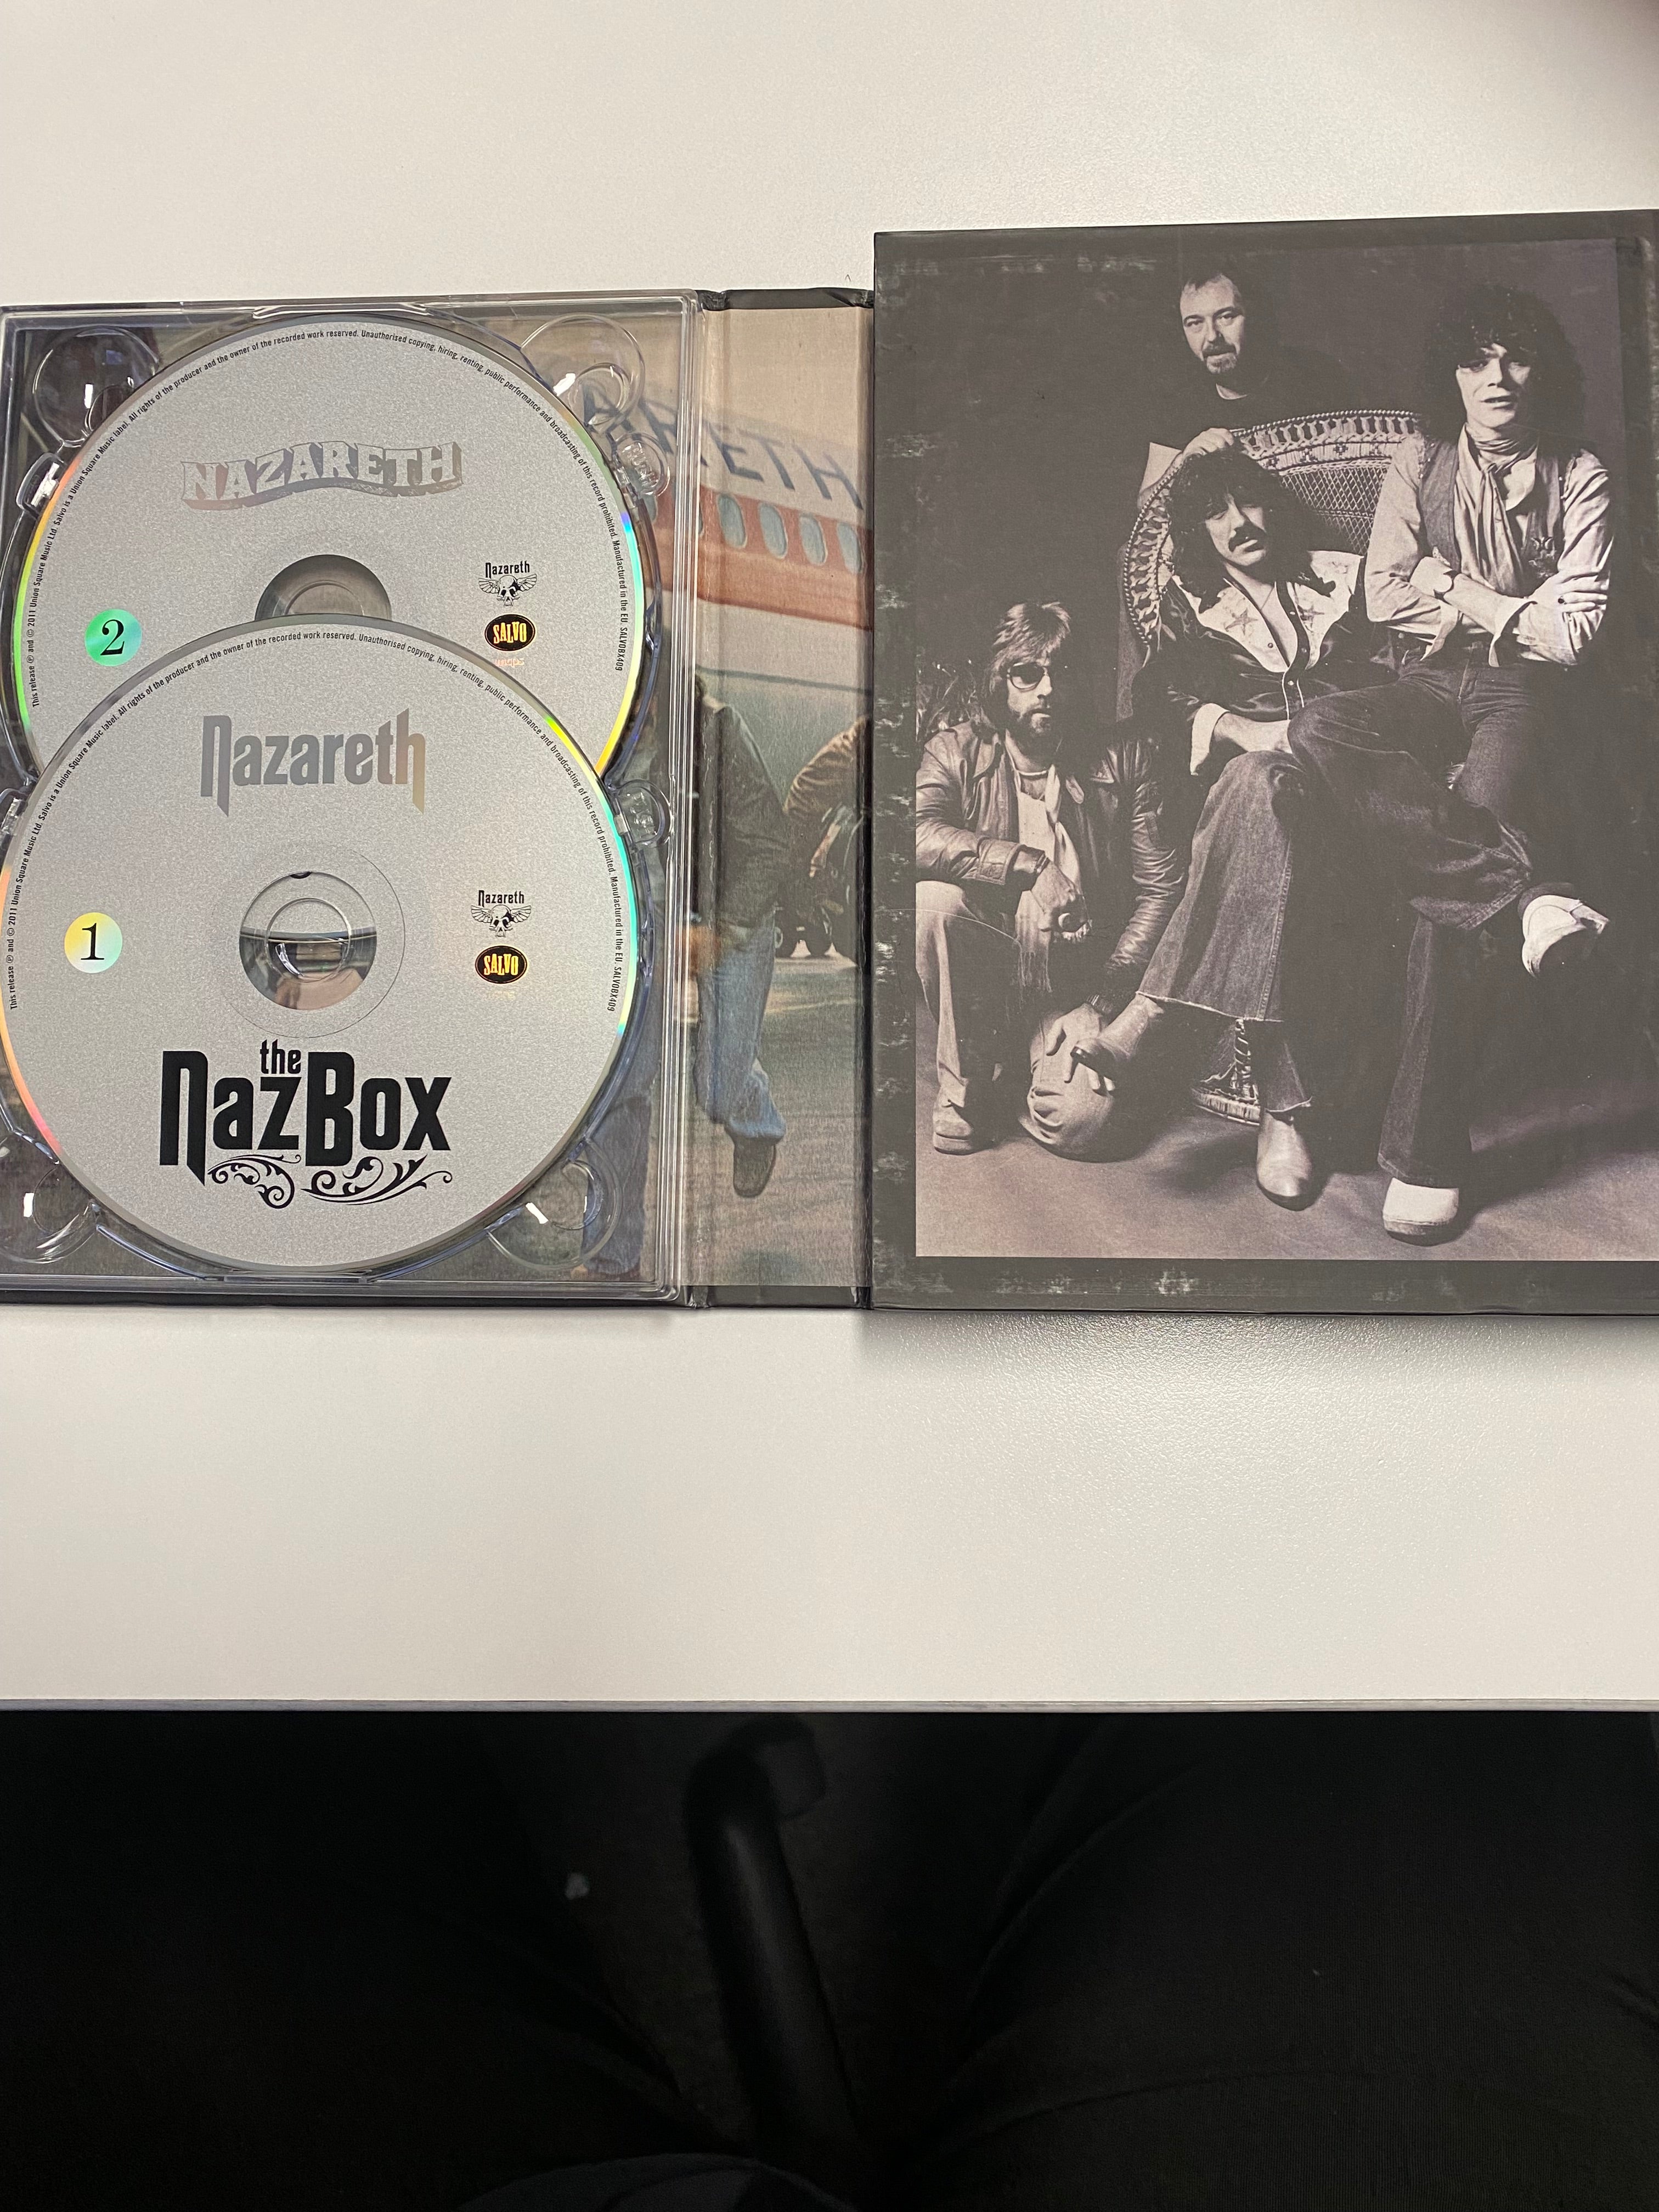 This release ℗ and © 2011 Union Square Music Ltd. Salvo is a Union Square Music label. All rights of the producer and the owner of the recorded work reserved. Unauthorised copying, hiring, renting, public performance and broadcasting of this record prohibited. Manufactured in the EU. SALVOBX409
NAZARETH
Nazareth
SALVO
2
ARETH
This release ℗ and © 2011 Union Square Music Ltd. Salvo is a Union Square Music label. All rights of the producer and the owner of the recorded work reserved. Unauthorised copying, hiring, renting, public performance and broadcasting of this record prohibited. Manufactured in the EU. SALVOBX409
Nazareth
Nazareth
1
SALVO
the
NazBox